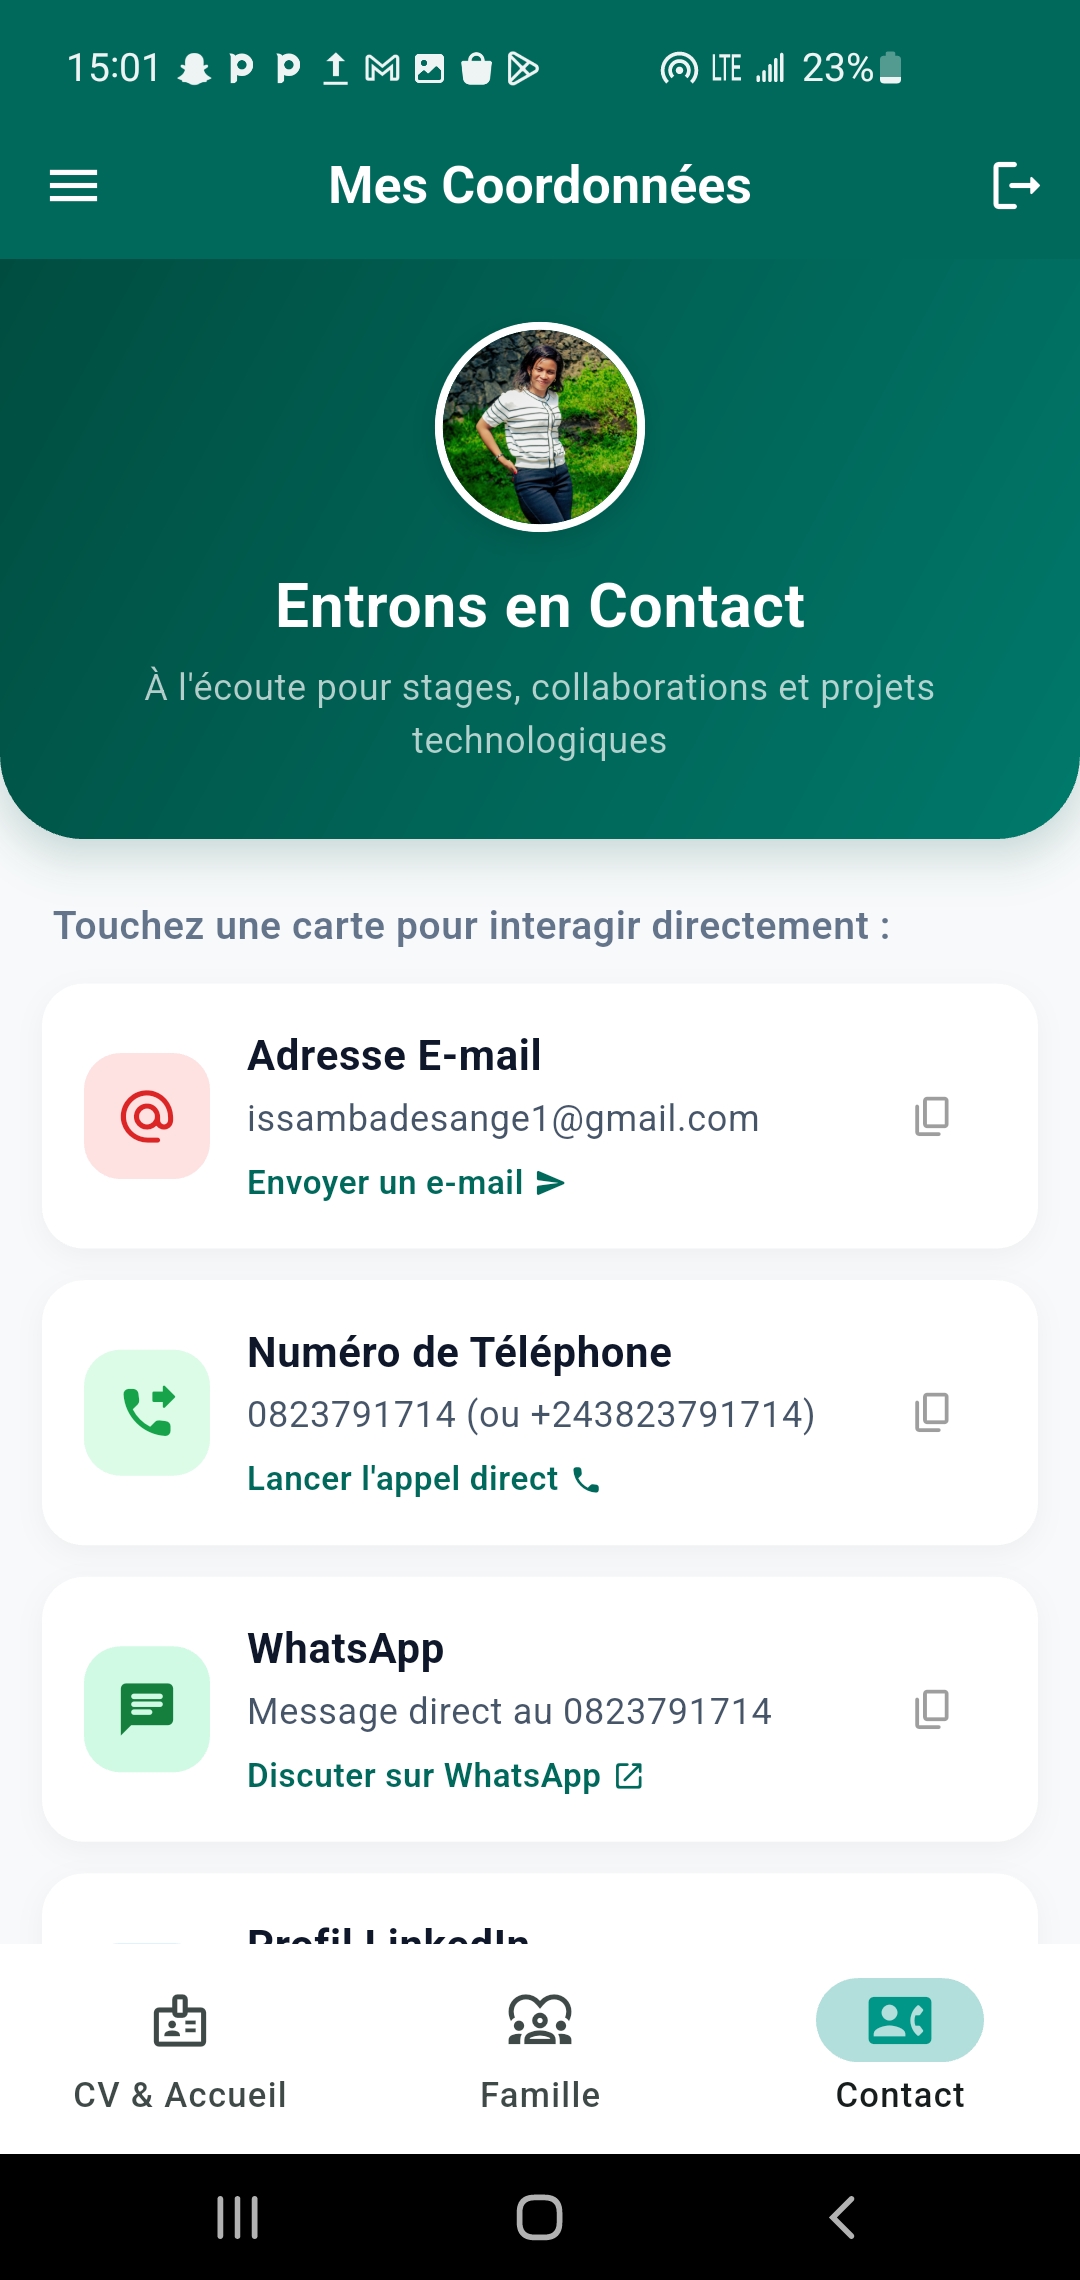 15:01 LTE 23%
Mes Coordonnées
Entrons en Contact
À l'écoute pour stages, collaborations et projets
technologiques
Touchez une carte pour interagir directement :
Adresse E-mail
issambadesange1@gmail.com
Envoyer un e-mail
Numéro de Téléphone
0823791714 (ou +243823791714)
Lancer l'appel direct
WhatsApp
Message direct au 0823791714
Discuter sur WhatsApp
Profil LinkedIn
CV & Accueil
Famille
Contact